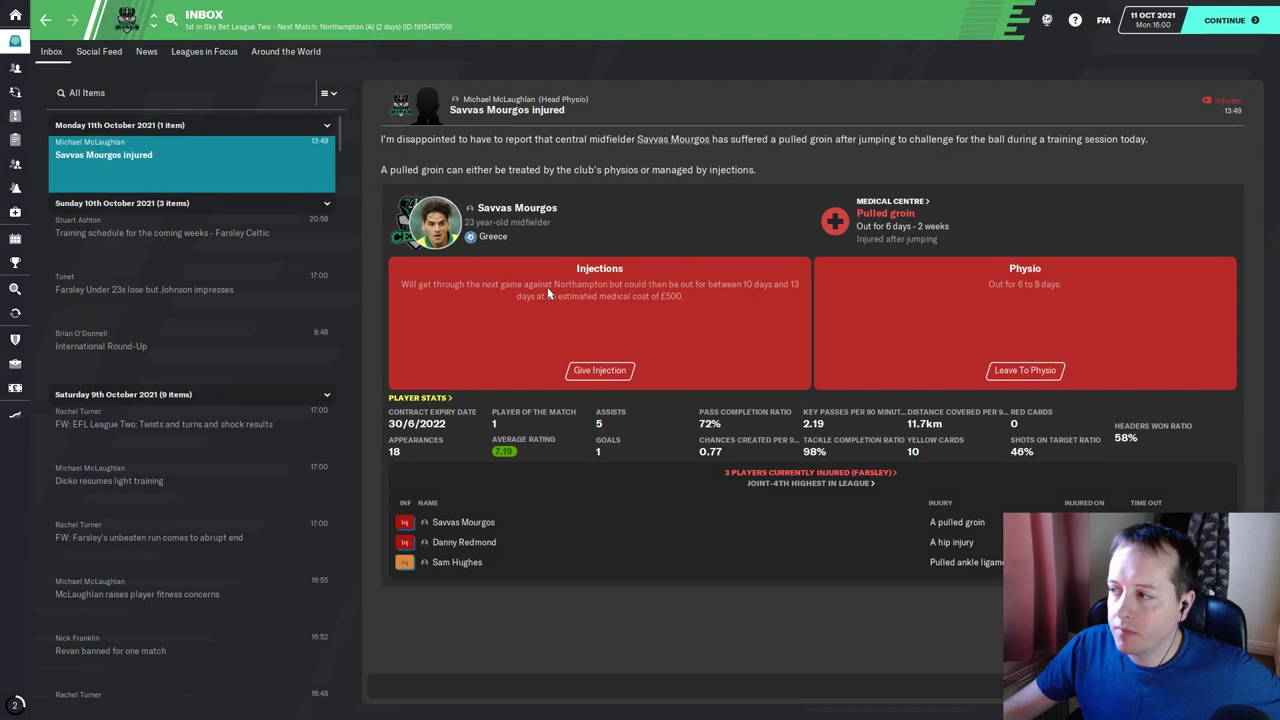 INBOX
1st in Sky Bet League Two - Next Match: Northampton (A) (2 days) (ID:1915419709)
FM
11 OCT 2021
Mon 16:00
CONTINUE
Inbox Social Feed News Leagues in Focus Around the World
All Items
Monday 11th October 2021 (1 item)
Michael McLaughlan 13:49
Savvas Mourgos injured
Sunday 10th October 2021 (3 items)
Stuart Ashton 20:58
Training schedule for the coming weeks - Farsley Celtic
Tonet 17:00
Farsley Under 23s lose but Johnson impresses
Brian O'Donnell 8:48
International Round-Up
Saturday 9th October 2021 (9 items)
Rachel Turner 17:00
FW: EFL League Two: Twists and turns and shock results
Michael McLaughlan 17:00
Dicko resumes light training
Rachel Turner 17:00
FW: Farsley's unbeaten run comes to abrupt end
Michael McLaughlan 16:55
McLaughlan raises player fitness concerns
Nick Franklin 16:52
Revan banned for one match
Rachel Turner 16:48
2
Michael McLaughlan (Head Physio)
Savvas Mourgos injured
Injuries
13:49
I'm disappointed to have to report that central midfielder Savvas Mourgos has suffered a pulled groin after jumping to challenge for the ball during a training session today.
A pulled groin can either be treated by the club's physios or managed by injections.
Savvas Mourgos
23 year-old midfielder
Greece
MEDICAL CENTRE >
Pulled groin
Out for 6 days - 2 weeks
Injured after jumping
Injections
Will get through the next game against Northampton but could then be out for between 10 days and 13
days at an estimated medical cost of £500.
Give Injection
Physio
Out for 6 to 8 days.
Leave To Physio
PLAYER STATS >
CONTRACT EXPIRY DATE PLAYER OF THE MATCH ASSISTS PASS COMPLETION RATIO KEY PASSES PER 90 MINUT... DISTANCE COVERED PER 9... RED CARDS HEADERS WON RATIO
30/6/2022 1 5 72% 2.19 11.7km 0 58%
APPEARANCES AVERAGE RATING GOALS CHANCES CREATED PER 9... TACKLE COMPLETION RATIO YELLOW CARDS SHOTS ON TARGET RATIO
18 7.19 1 0.77 98% 10 46%
3 PLAYERS CURRENTLY INJURED (FARSLEY) >
JOINT-4TH HIGHEST IN LEAGUE >
INF NAME INJURY INJURED ON TIME OUT
Inj Savvas Mourgos A pulled groin
Inj Danny Redmond A hip injury
Inj Sam Hughes Pulled ankle ligame